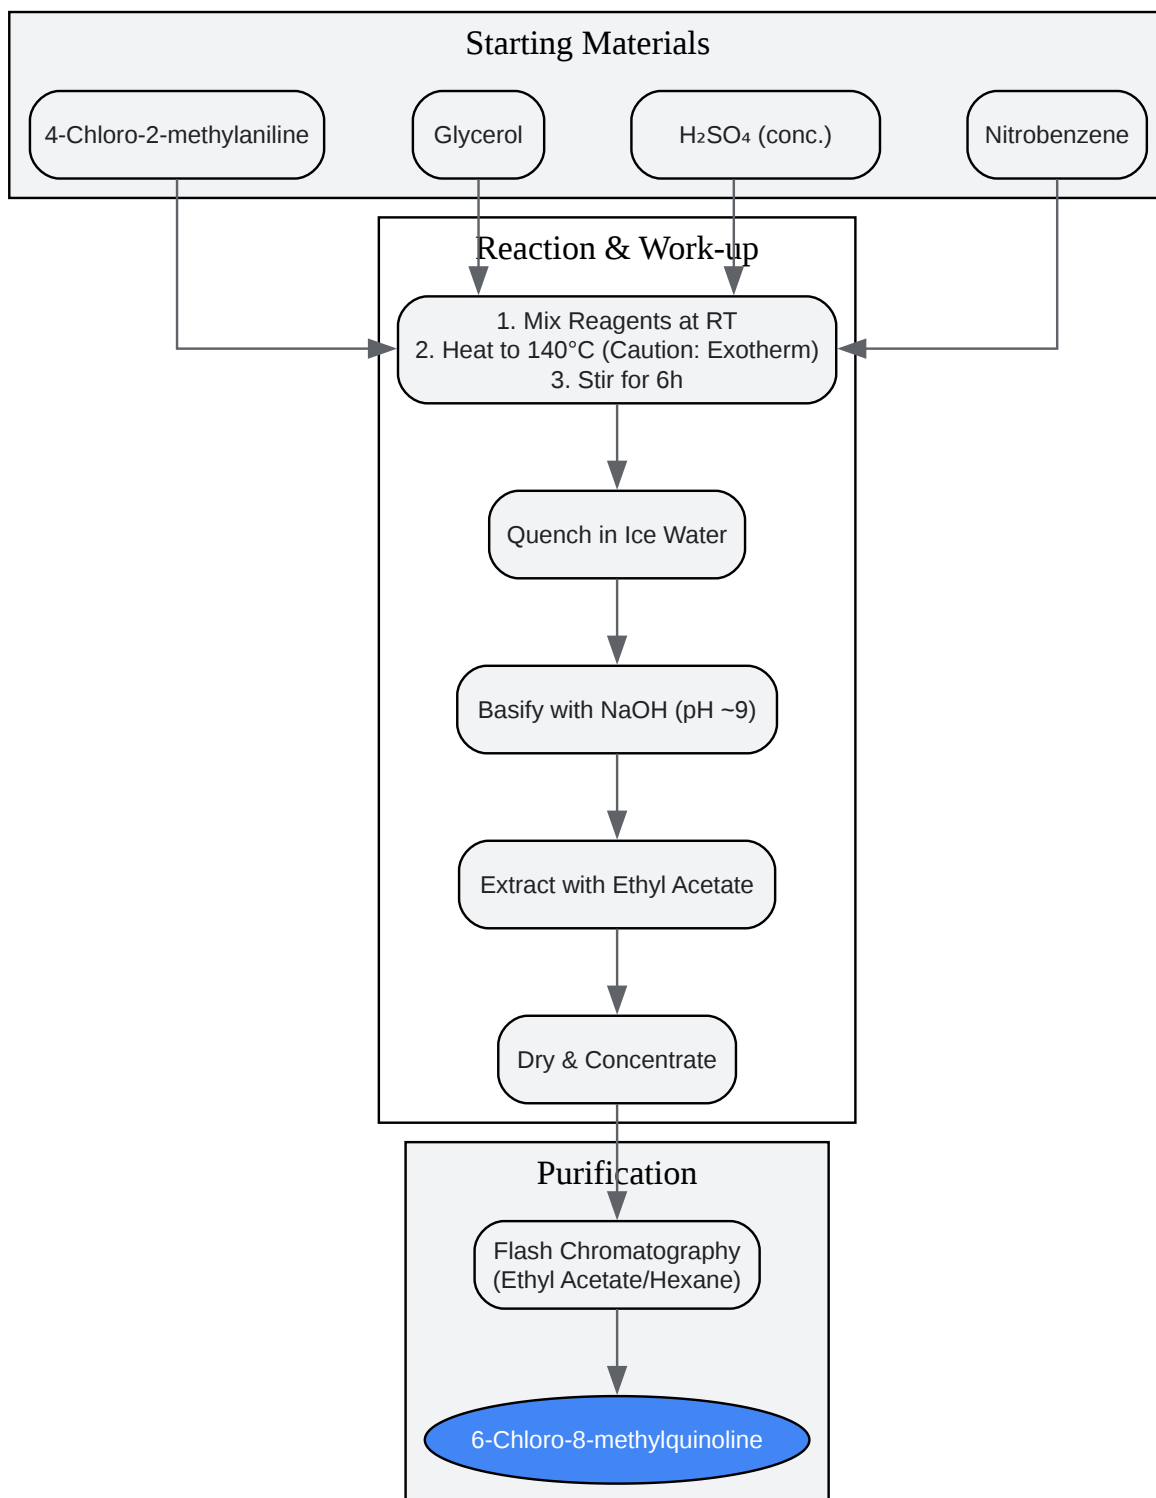 Starting Materials
4-Chloro-2-methylaniline
Glycerol
H₂SO₄ (conc.)
Nitrobenzene
Reaction & Work-up
1. Mix Reagents at RT
2. Heat to 140°C (Caution: Exotherm)
3. Stir for 6h
Quench in Ice Water
Basify with NaOH (pH ~9)
Extract with Ethyl Acetate
Dry & Concentrate
Purification
Flash Chromatography
(Ethyl Acetate/Hexane)
6-Chloro-8-methylquinoline